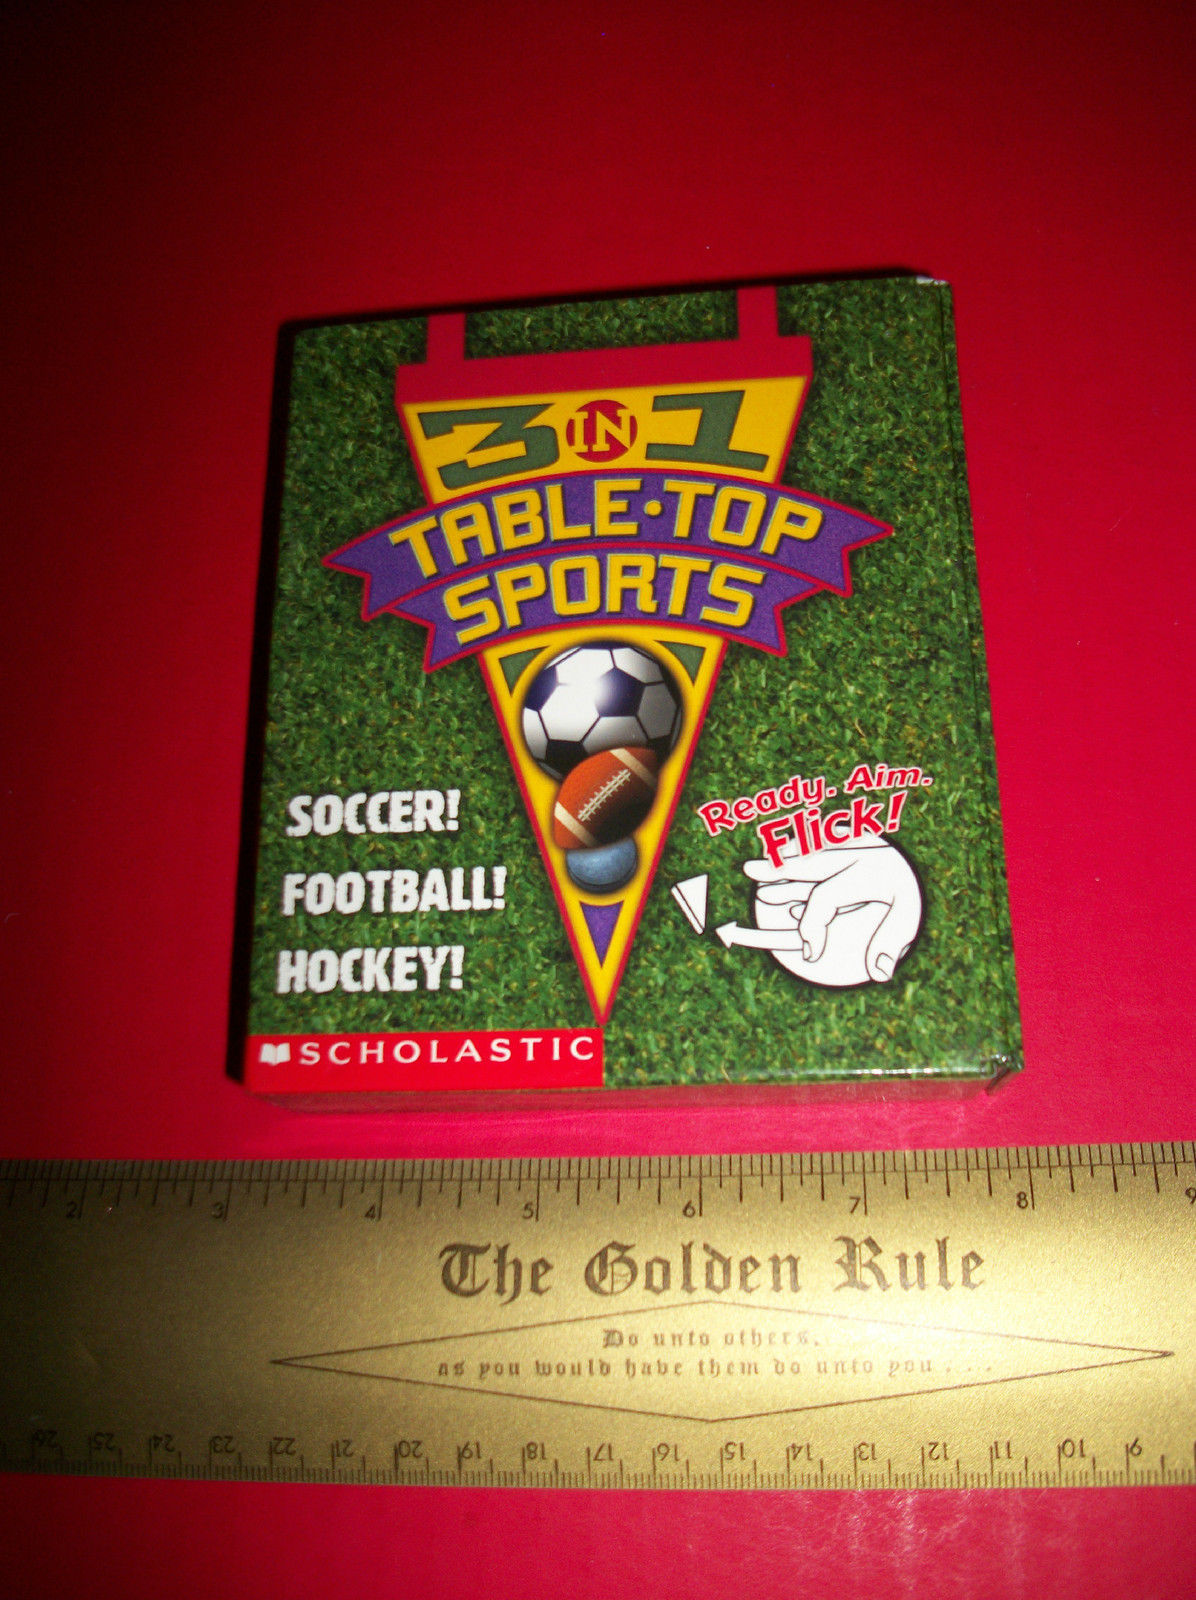 3 IN 1
TABLE·TOP
SPORTS
Ready. Aim.
Flick!
SOCCER!
FOOTBALL!
HOCKEY!
SCHOLASTIC
2 3 4 5 6 7 8 9
The Golden Rule
Do unto others.
as you would have them do unto you . . . .
26 25 24 23 22 21 20 19 18 17 16 15 14 13 12 11 10 9